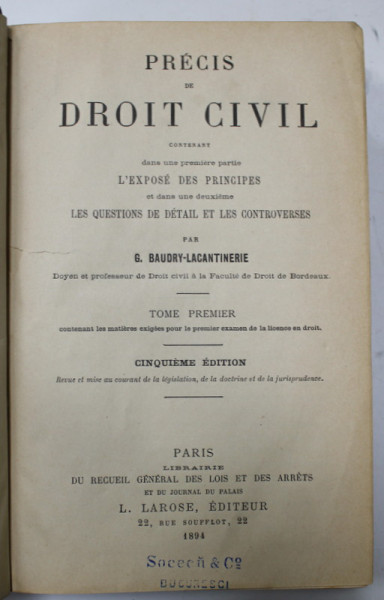 PRÉCIS
DE
DROIT CIVIL
CONTENANT
dans une première partie
L'EXPOSÉ DES PRINCIPES
et dans une deuxième
LES QUESTIONS DE DÉTAIL ET LES CONTROVERSES
PAR
G. BAUDRY-LACANTINERIE
Doyen et professeur de Droit civil à la Faculté de Droit de Bordeaux.
TOME PREMIER
contenant les matières exigées pour le premier examen de la licence en droit.
CINQUIÈME ÉDITION
Revue et mise au courant de la législation, de la doctrine et de la jurisprudence.
PARIS
LIBRAIRIE
DU RECUEIL GÉNÉRAL DES LOIS ET DES ARRÊTS
ET DU JOURNAL DU PALAIS
L. LAROSE, ÉDITEUR
22, RUE SOUFFLOT, 22
1894
& Cº
BUCURESCI